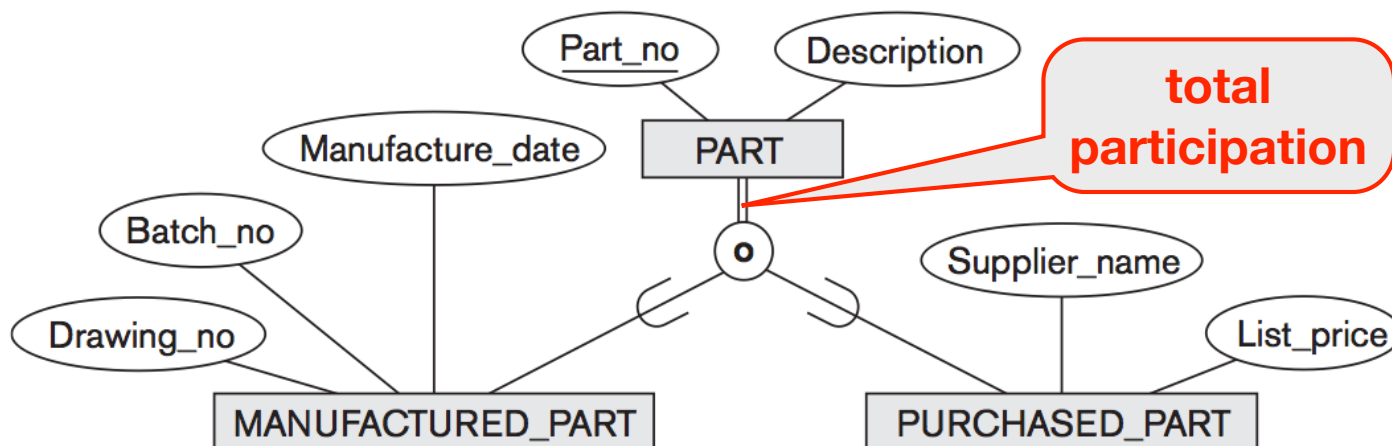 Part_no
Description
total
participation
Manufacture_date
PART
Batch_no
o
Supplier_name
Drawing_no
List_price
MANUFACTURED_PART
PURCHASED_PART